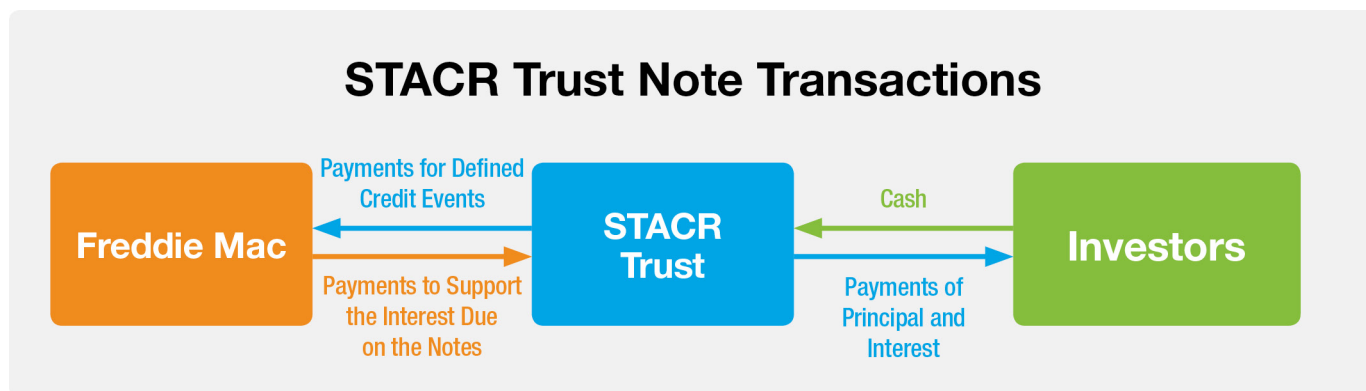 STACR Trust Note Transactions
Freddie Mac
Payments for Defined
Credit Events
Payments to Support
the Interest Due
on the Notes
STACR
Trust
Cash
Payments of
Principal and
Interest
Investors